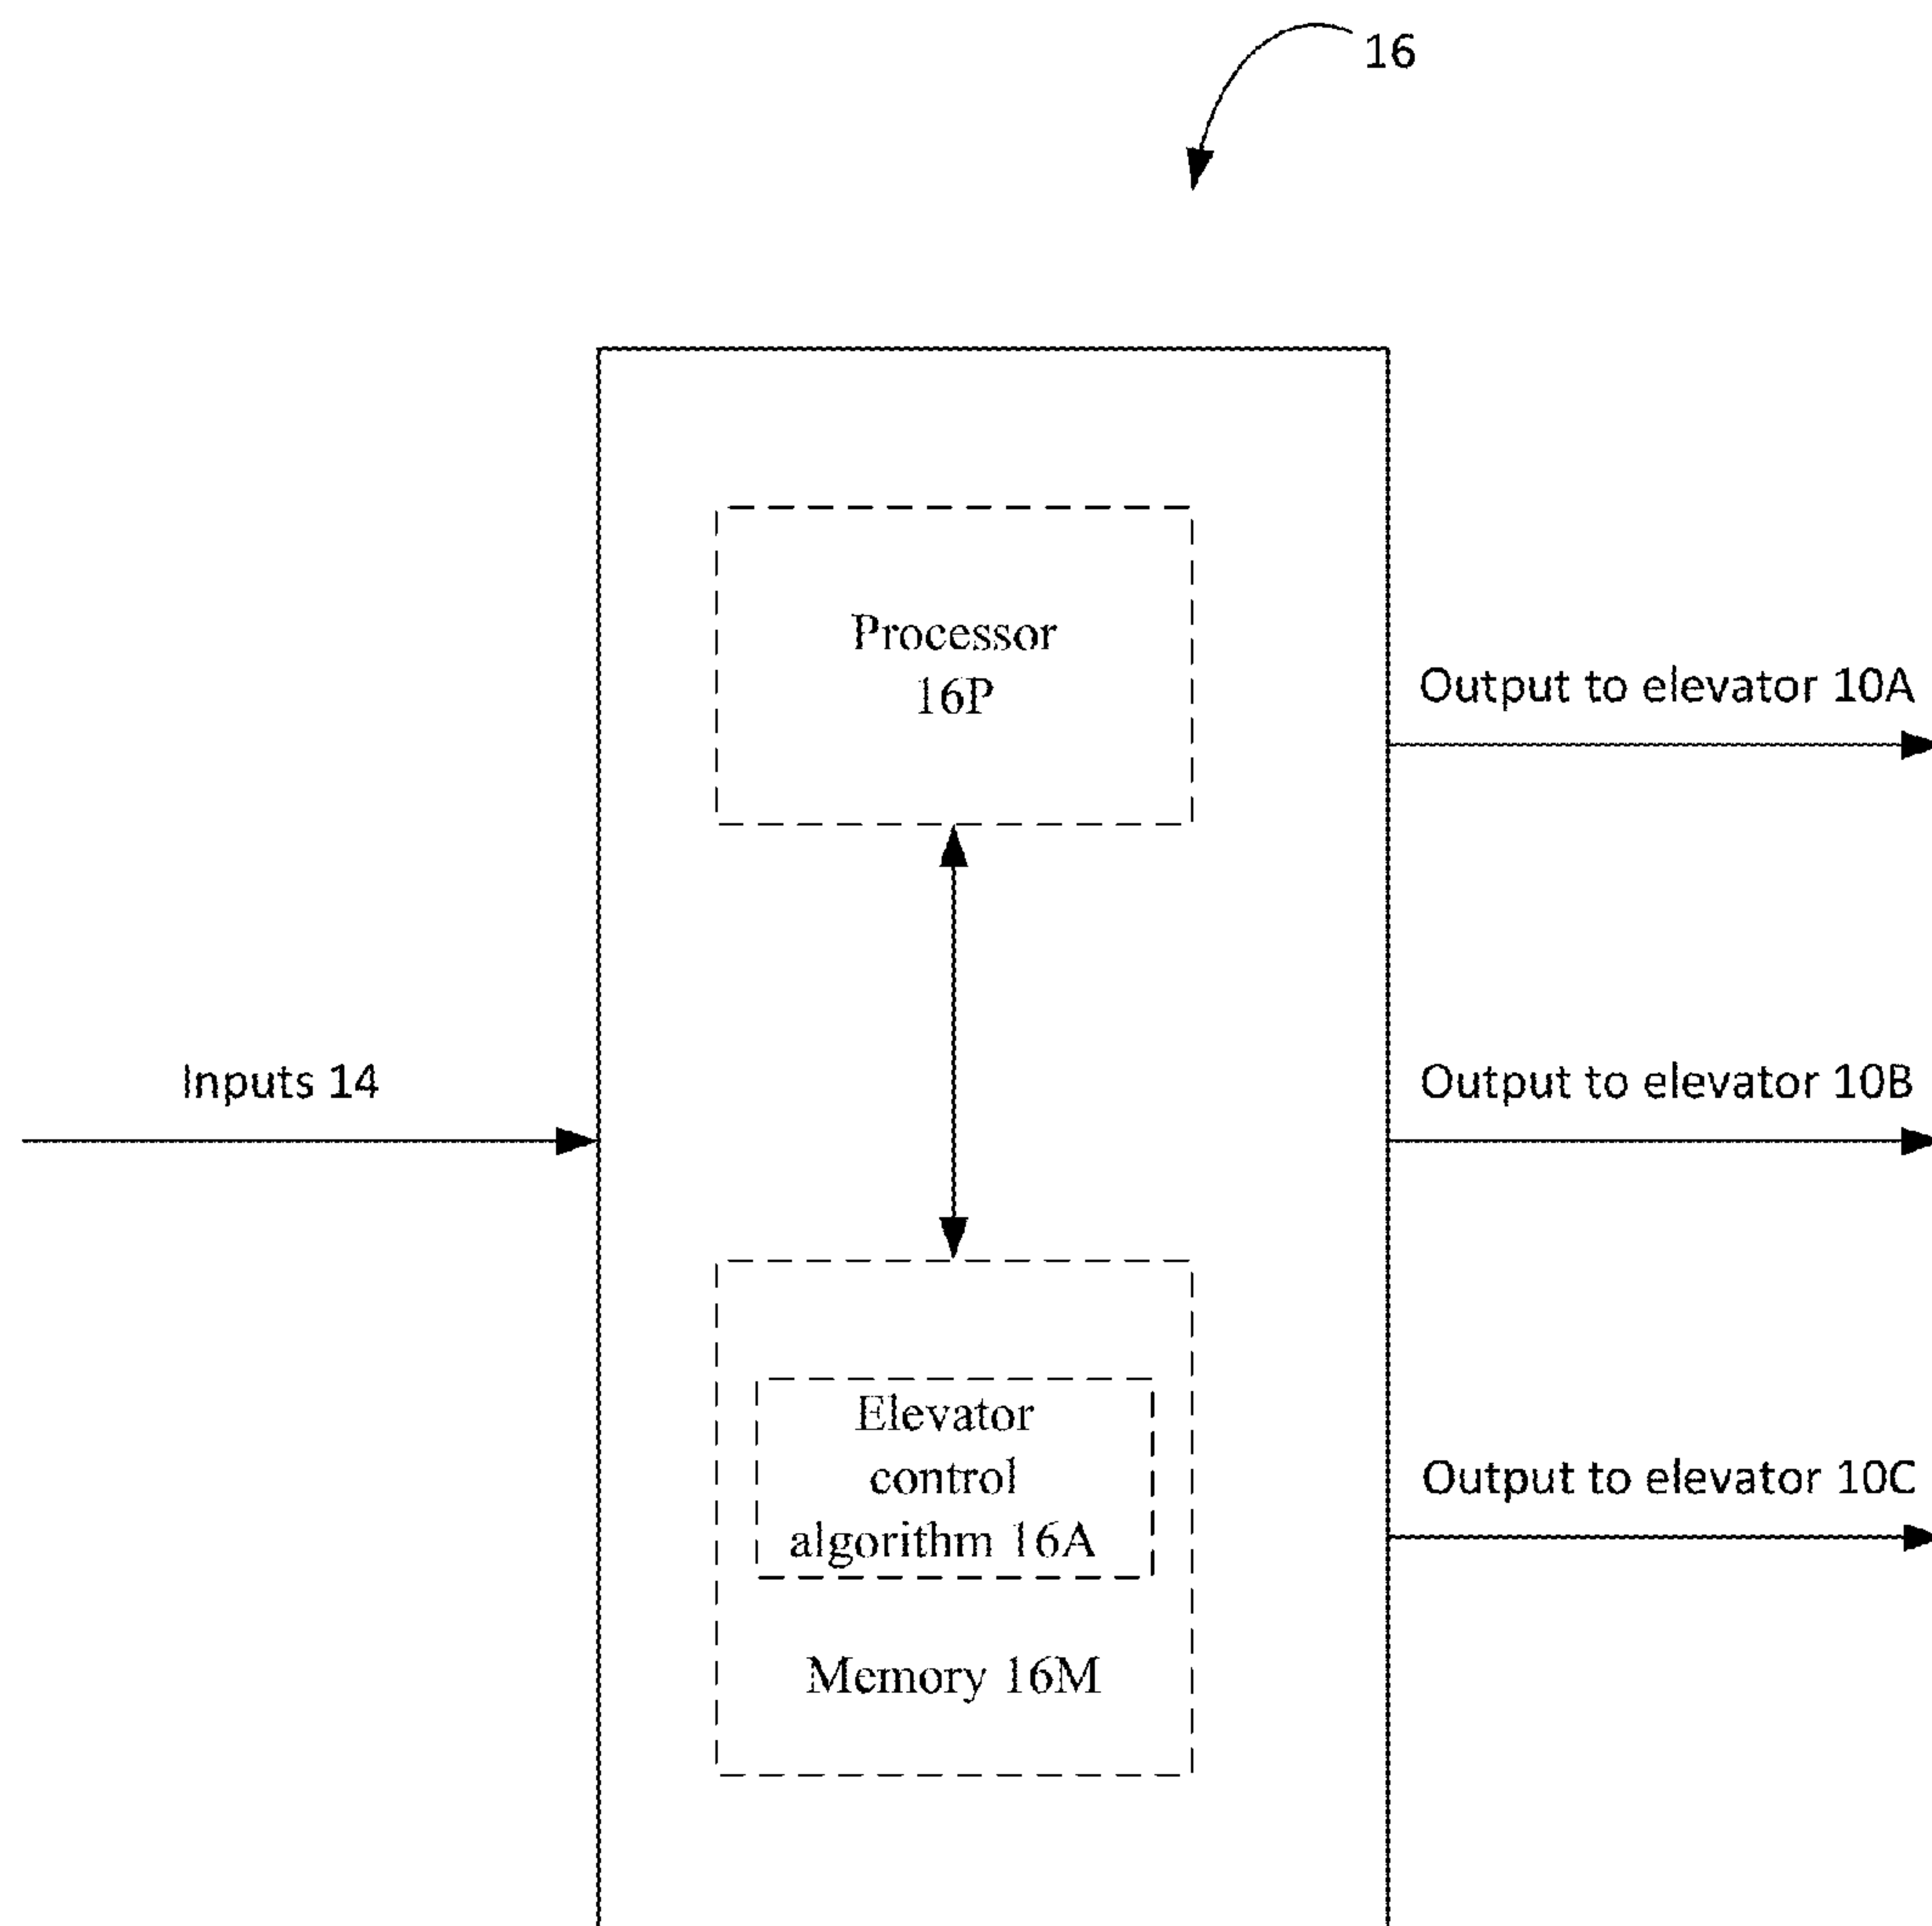 16
Processor
16P
Output to elevator 10A
Inputs 14
Output to elevator 10B
Elevator
control
algorithm 16A
Output to elevator 10C
Memory 16M